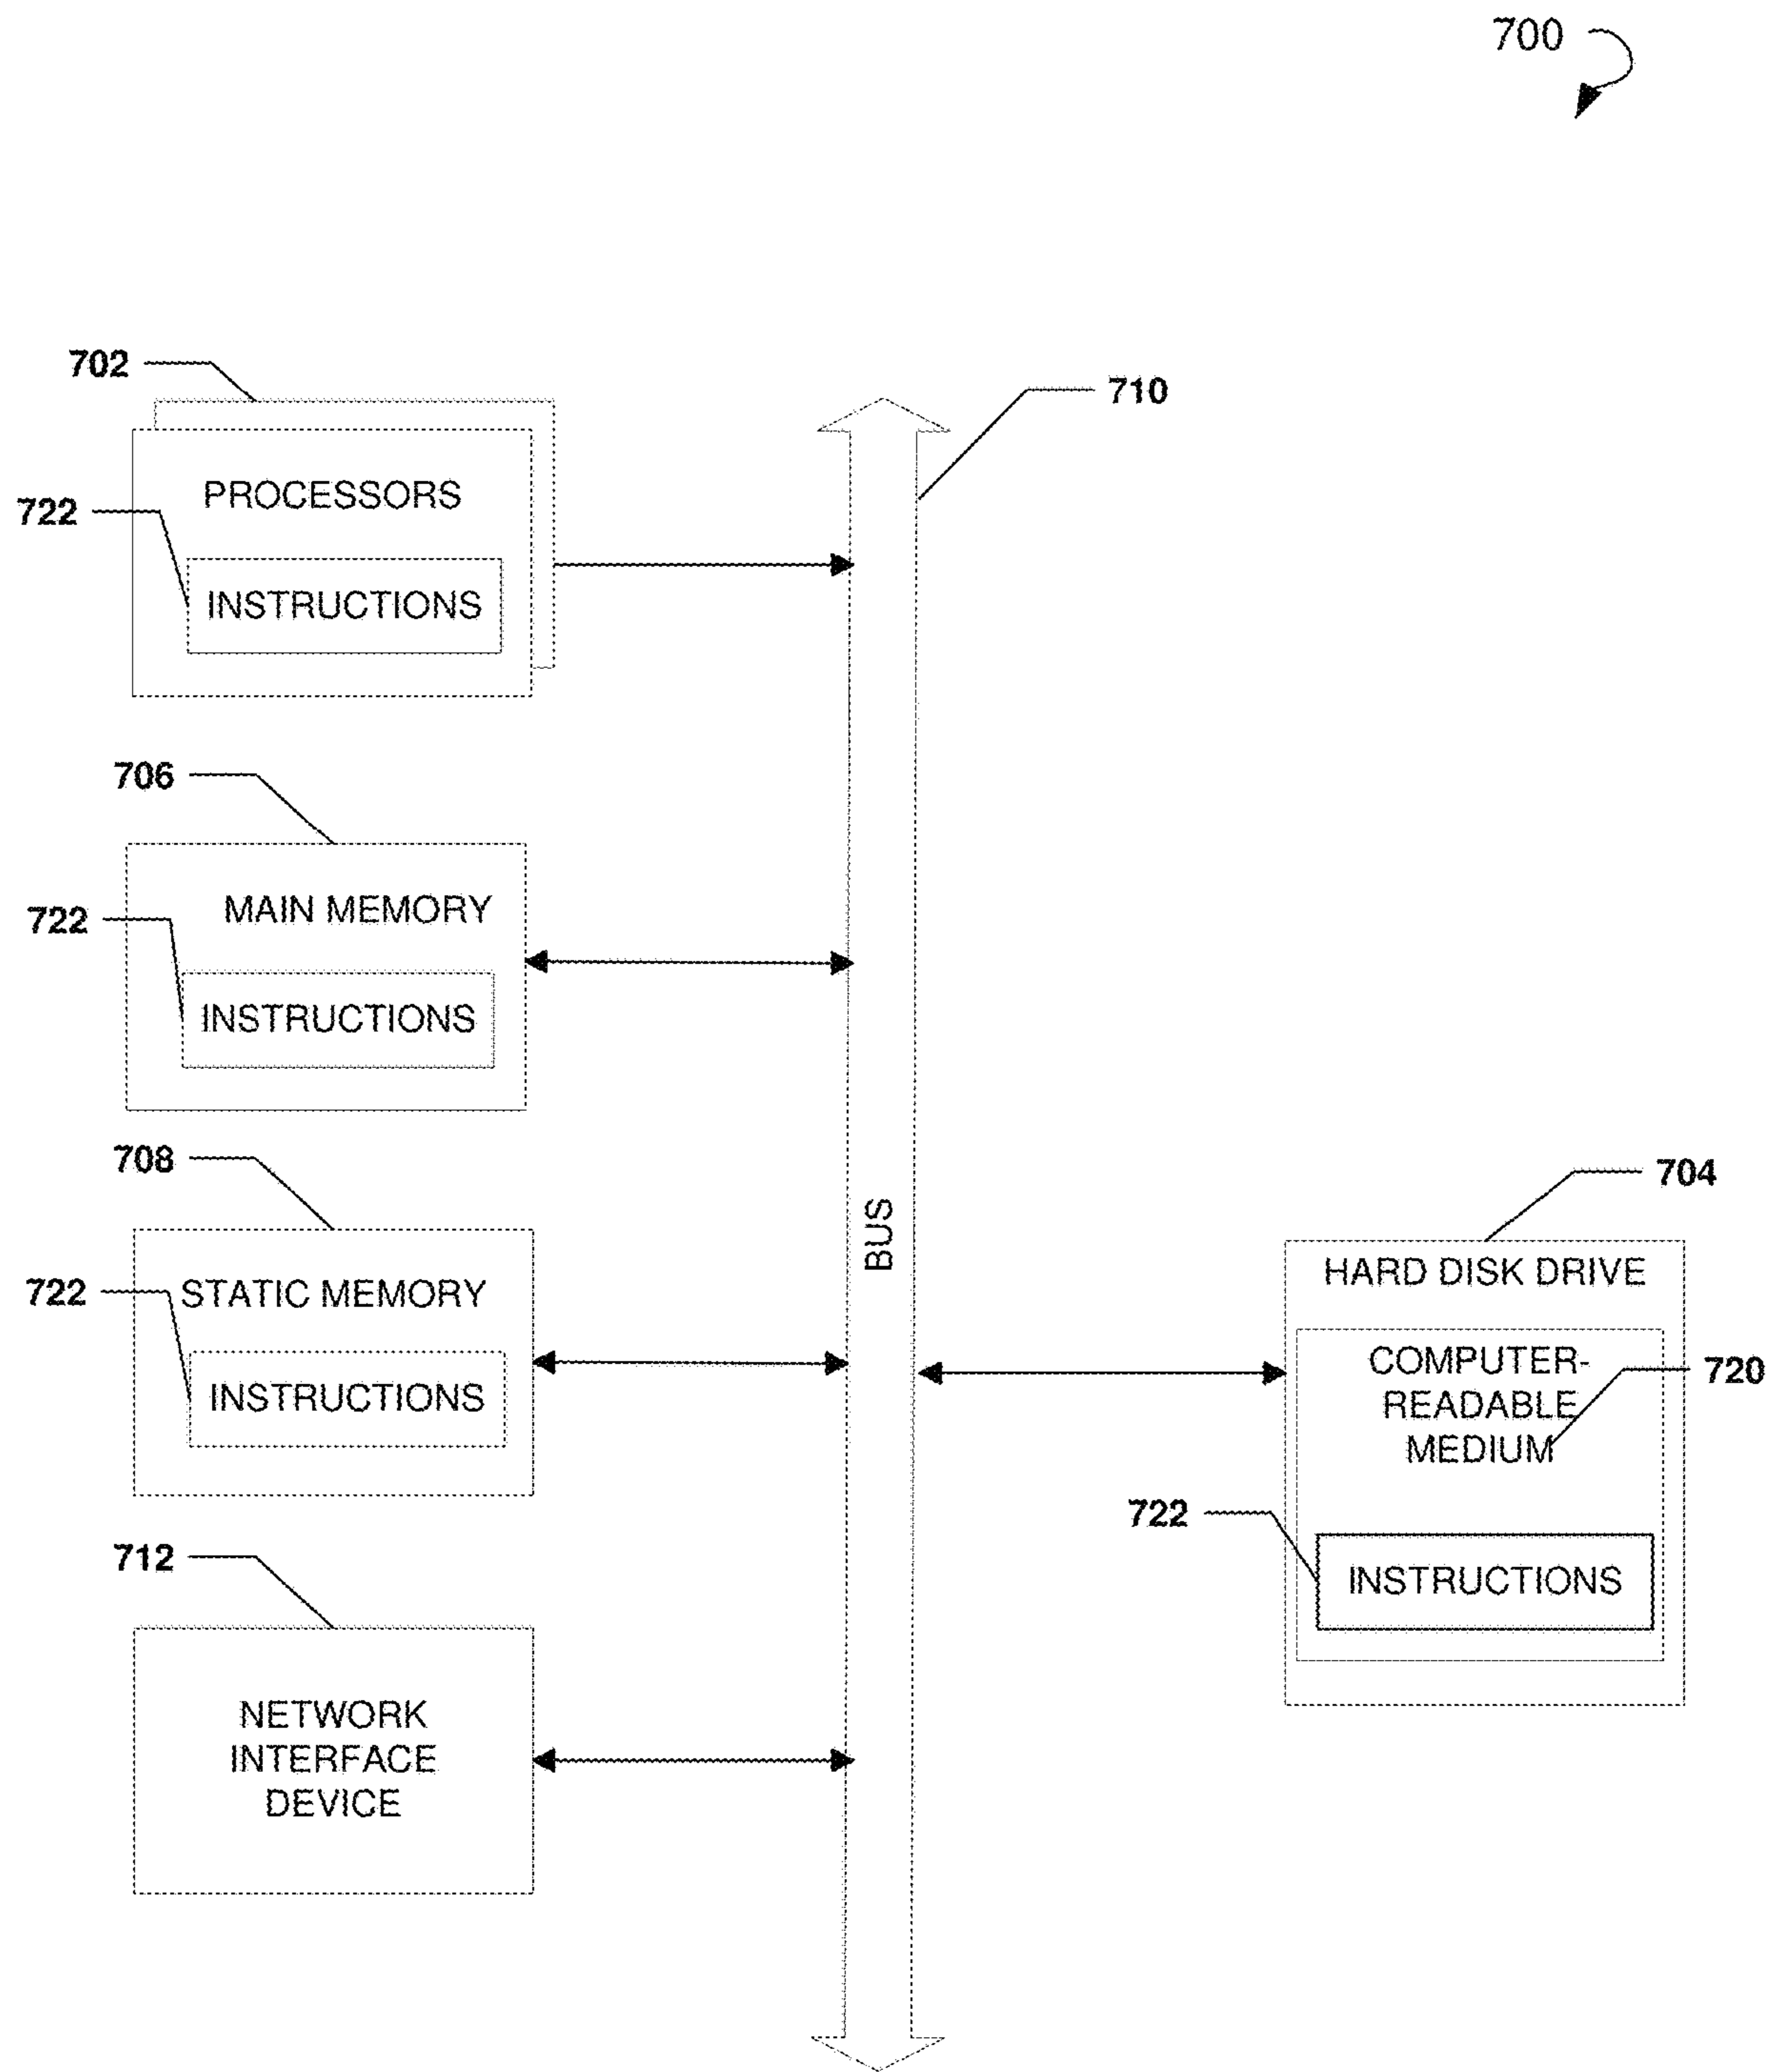 700
702
710
PROCESSORS
722
INSTRUCTIONS
706
MAIN MEMORY
722
INSTRUCTIONS
708
704
BUS
STATIC MEMORY
722
HARD DISK DRIVE
INSTRUCTIONS
COMPUTER-
READABLE
MEDIUM
720
722
INSTRUCTIONS
712
NETWORK
INTERFACE
DEVICE